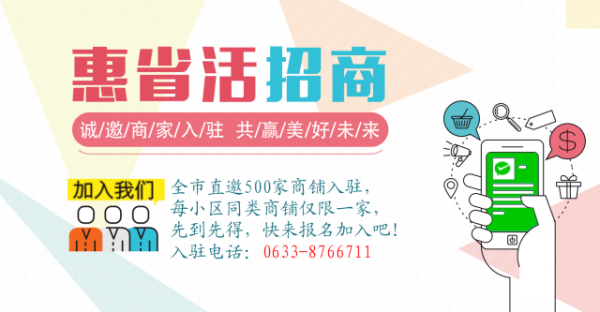 惠省活招商
诚/邀/商/家/入/驻 共/赢/美/好/未/来
加入我们
全市直邀500家商铺入驻，
每小区同类商铺仅限一家，
先到先得，快来报名加入吧！
入驻电话：0633-8766711
$